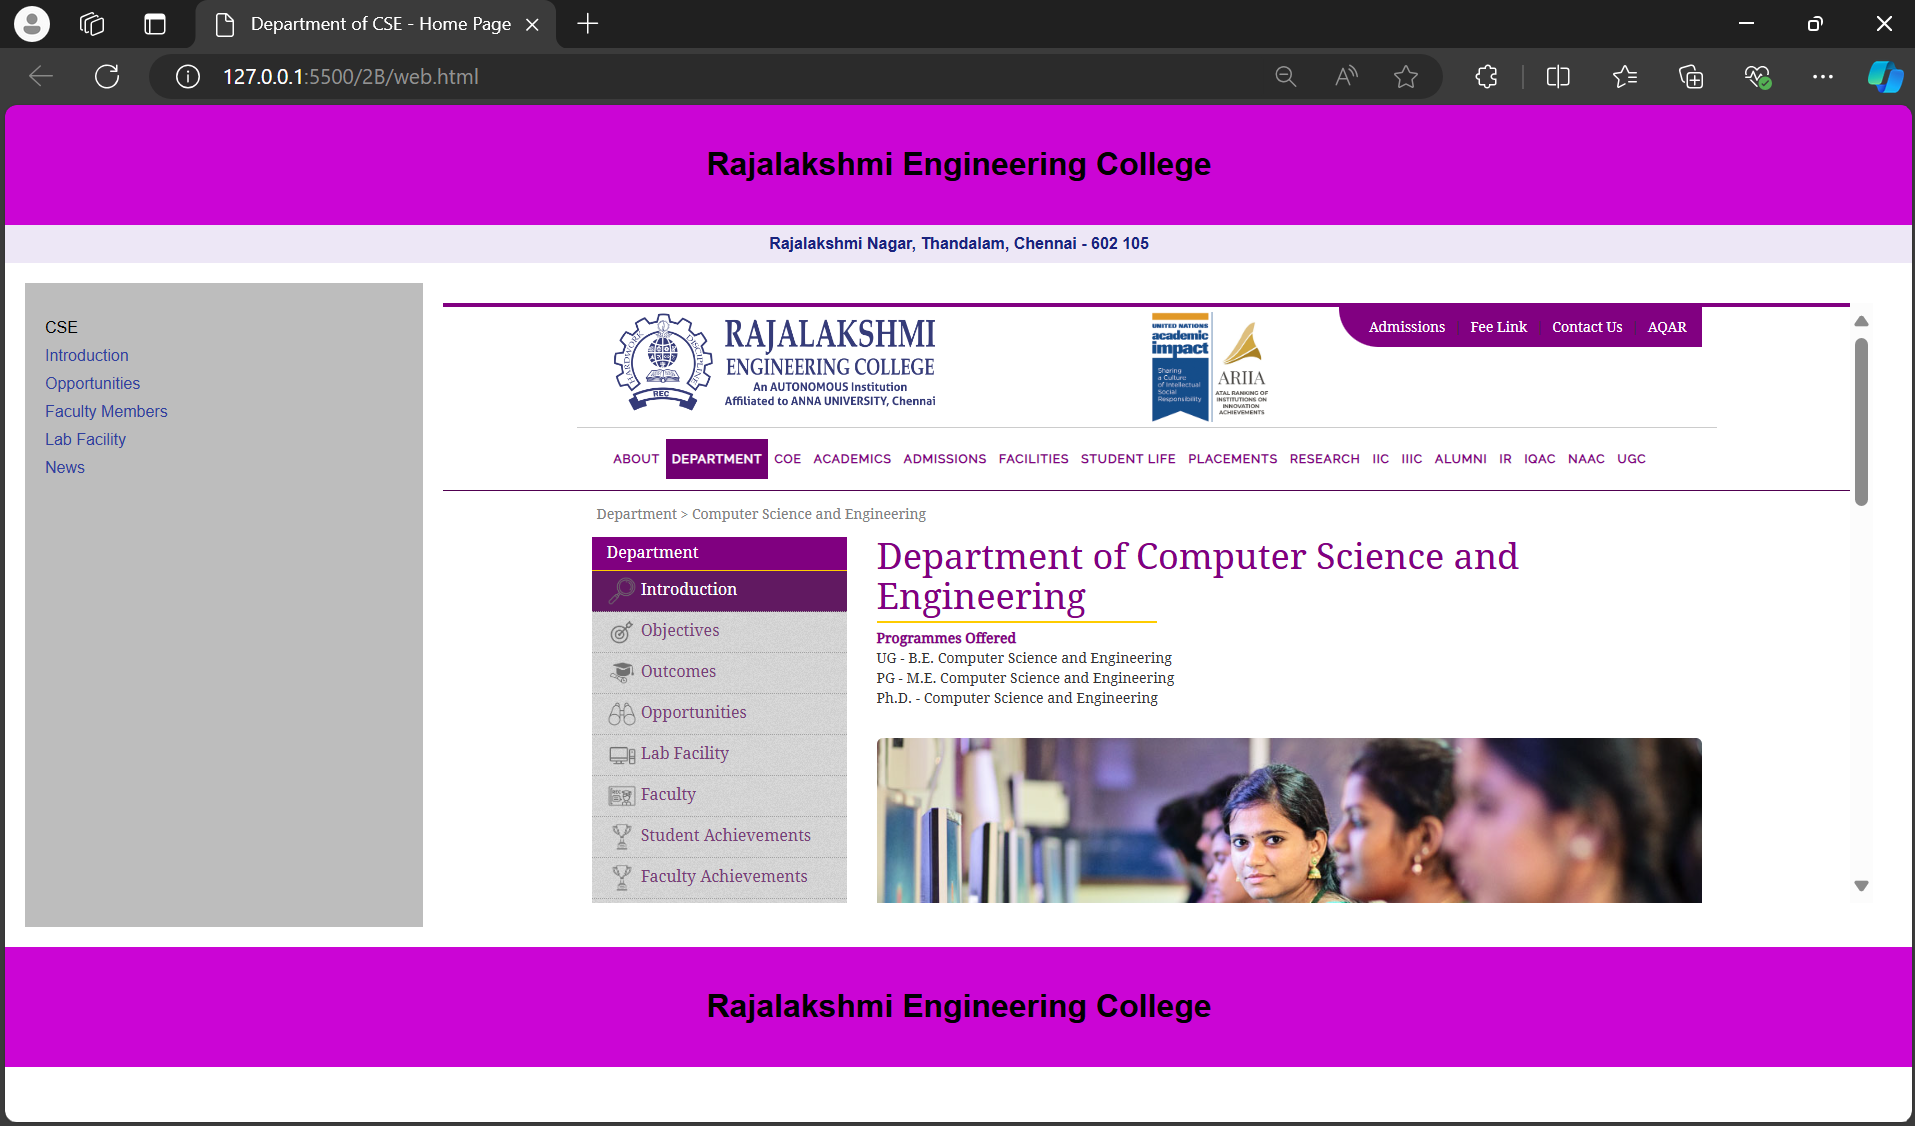 Department of CSE - Home Page
127.0.0.1:5500/2B/web.html
Rajalakshmi Engineering College
Rajalakshmi Nagar, Thandalam, Chennai - 602 105
CSE
Introduction
Opportunities
Faculty Members
Lab Facility
News
HARDWORK DISCIPLINE
REC
RAJALAKSHMI
ENGINEERING COLLEGE
An AUTONOMOUS Institution
Affiliated to ANNA UNIVERSITY, Chennai
UNITED NATIONS
academic
impact
Sharing
a Culture
of Intellectual
Social
Responsibility
ARIIA
ATAL RANKING OF
INSTITUTIONS ON
INNOVATION
ACHIEVEMENTS
Admissions Fee Link Contact Us AQAR
ABOUT DEPARTMENT COE ACADEMICS ADMISSIONS FACILITIES STUDENT LIFE PLACEMENTS RESEARCH IIC IIIC ALUMNI IR IQAC NAAC UGC
Department > Computer Science and Engineering
Department
Introduction
Objectives
Outcomes
Opportunities
Lab Facility
Faculty
Student Achievements
Faculty Achievements
Department of Computer Science and
Engineering
Programmes Offered
UG - B.E. Computer Science and Engineering
PG - M.E. Computer Science and Engineering
Ph.D. - Computer Science and Engineering
Rajalakshmi Engineering College